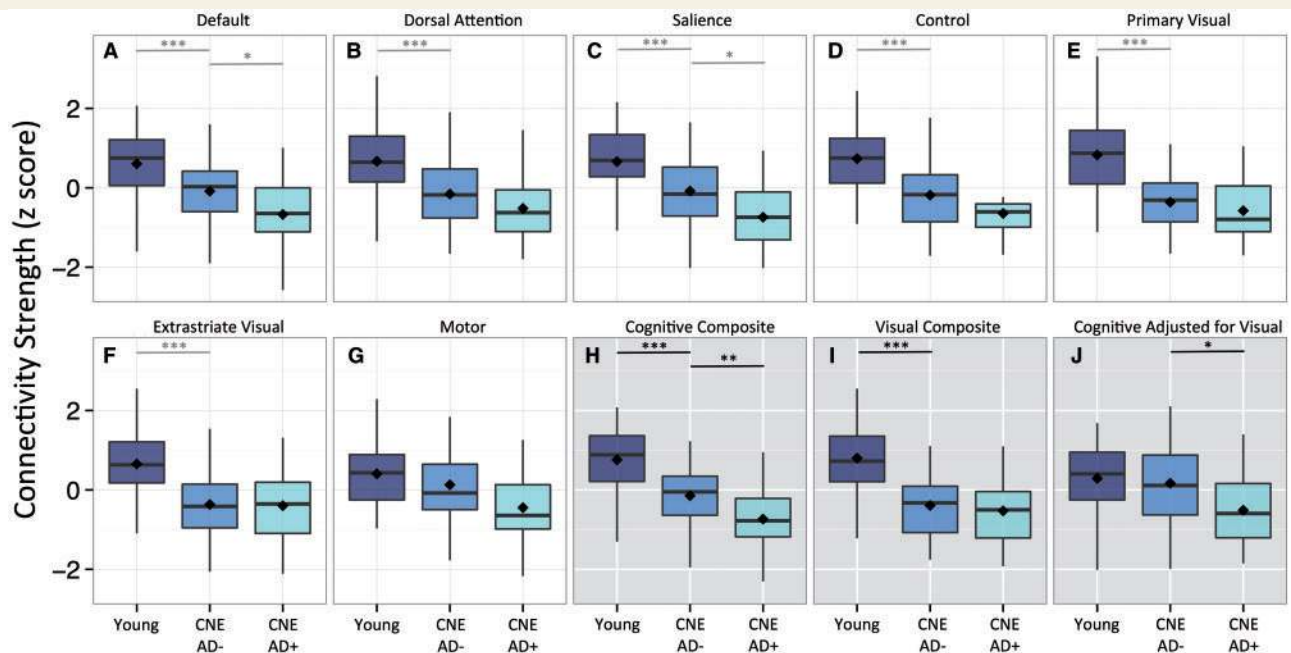 Default
Dorsal Attention
Salience
Control
Primary Visual
A
***
*
B
***
C
***
*
D
***
E
***
2
0
−2
Connectivity Strength (z score)
Extrastriate Visual
Motor
Cognitive Composite
Visual Composite
Cognitive Adjusted for Visual
F
***
G
H
***
**
I
***
J
*
2
0
−2
Young
CNE
AD-
CNE
AD+
Young
CNE
AD-
CNE
AD+
Young
CNE
AD-
CNE
AD+
Young
CNE
AD-
CNE
AD+
Young
CNE
AD-
CNE
AD+